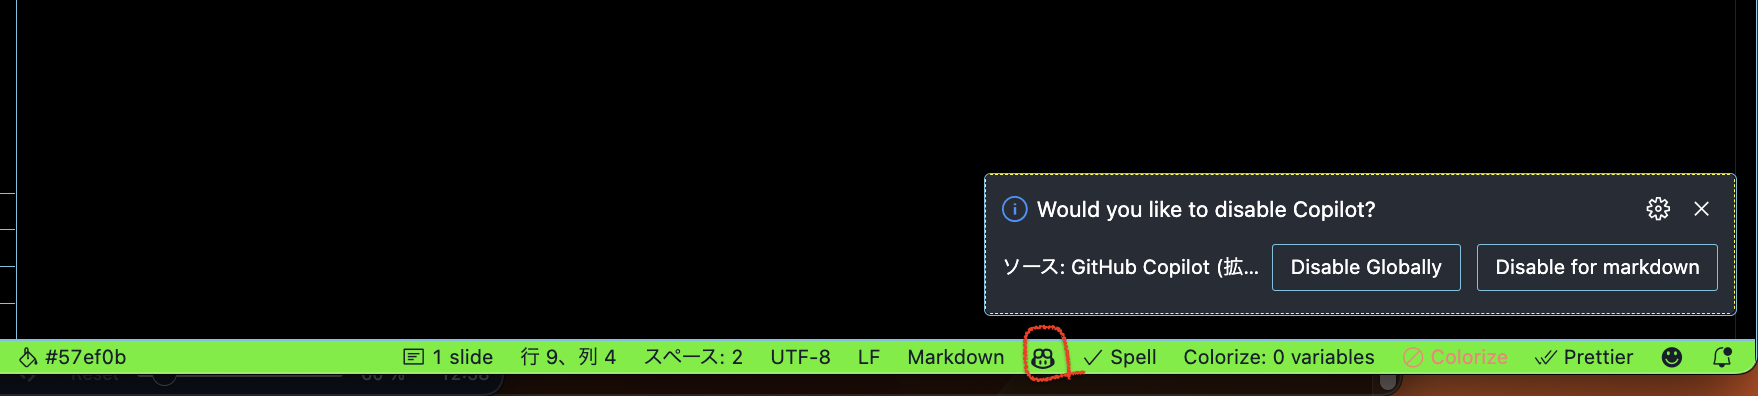 Would you like to disable Copilot?
ソース: GitHub Copilot (拡... Disable Globally Disable for markdown
#57ef0b 1 slide 行 9、列 4 スペース: 2 UTF-8 LF Markdown Spell Colorize: 0 variables Colorize Prettier
Reset